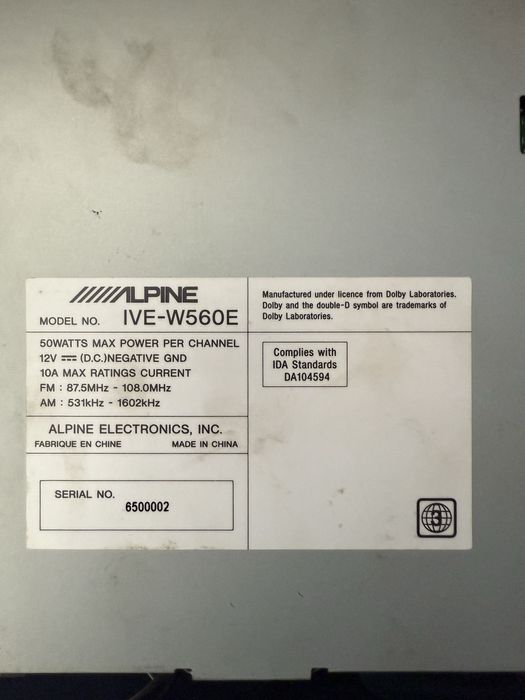 ALPINE
MODEL NO. IVE-W560E
50WATTS MAX POWER PER CHANNEL
12V ⎓ (D.C.)NEGATIVE GND
10A MAX RATINGS CURRENT
FM : 87.5MHz - 108.0MHz
AM : 531kHz - 1602kHz
ALPINE ELECTRONICS, INC.
FABRIQUE EN CHINE MADE IN CHINA
SERIAL NO.
6500002
Manufactured under licence from Dolby Laboratories.
Dolby and the double-D symbol are trademarks of
Dolby Laboratories.
Complies with
IDA Standards
DA104594
3